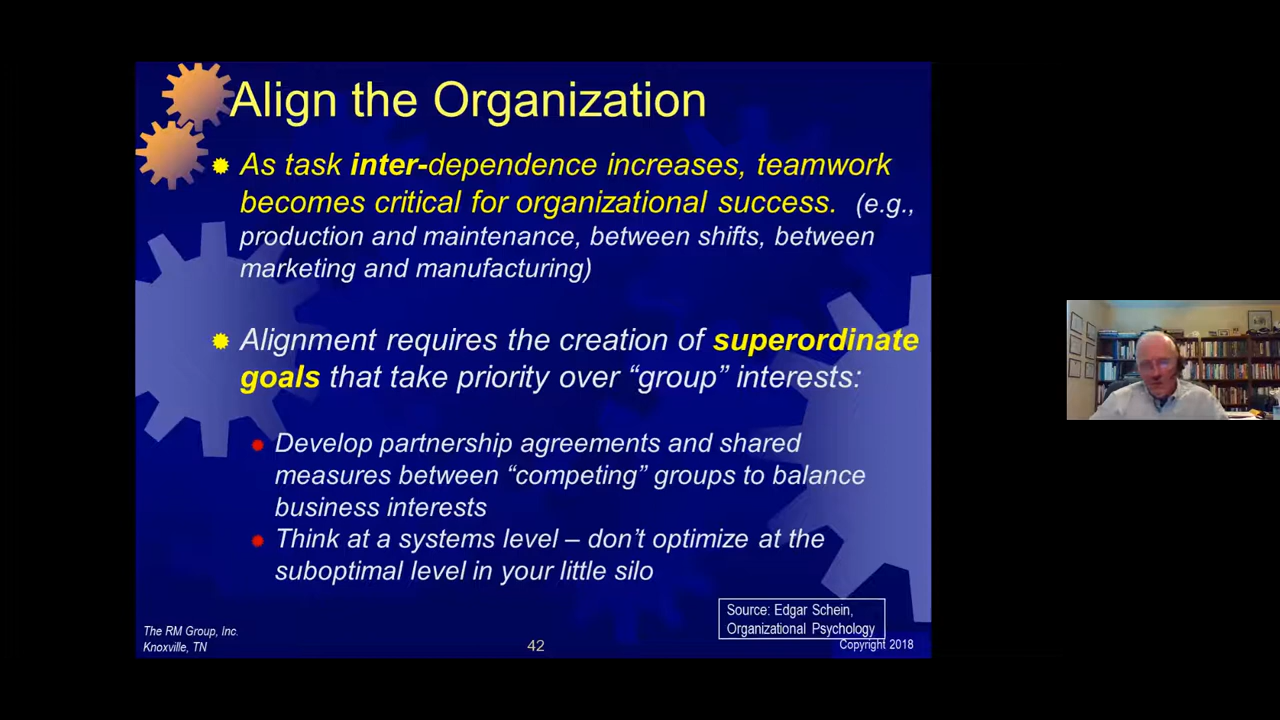 Align the Organization
As task inter-dependence increases, teamwork
becomes critical for organizational success. (e.g.,
production and maintenance, between shifts, between
marketing and manufacturing)
Alignment requires the creation of superordinate
goals that take priority over “group” interests:
Develop partnership agreements and shared
measures between “competing” groups to balance
business interests
Think at a systems level – don’t optimize at the
suboptimal level in your little silo
Source: Edgar Schein,
Organizational Psychology
The RM Group, Inc.
Knoxville, TN
42
Copyright 2018